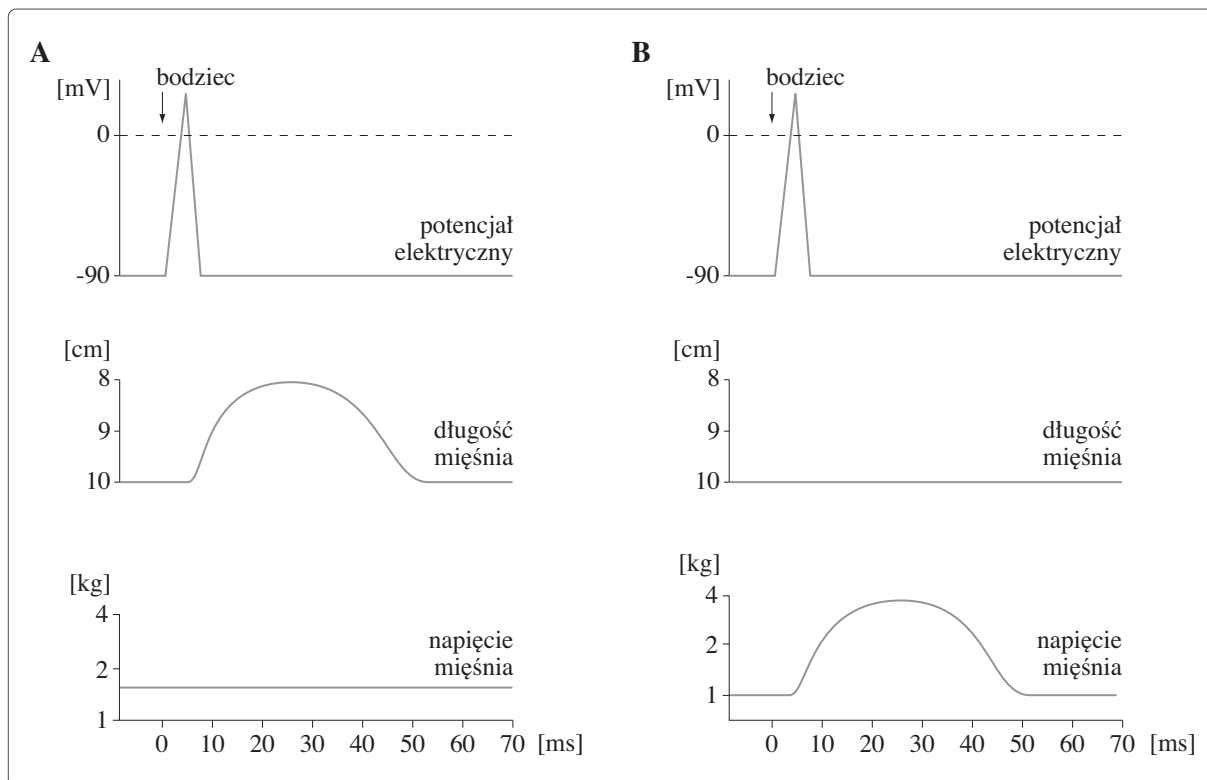 A
bodziec
[mV]
0
potencjał
elektryczny
-90
[cm]
8
9
długość
mięśnia
10
[kg]
4
2
napięcie
mięśnia
1
0 10 20 30 40 50 60 70 [ms]
B
bodziec
[mV]
0
potencjał
elektryczny
-90
[cm]
8
9
długość
mięśnia
10
[kg]
4
2
napięcie
mięśnia
1
0 10 20 30 40 50 60 70 [ms]